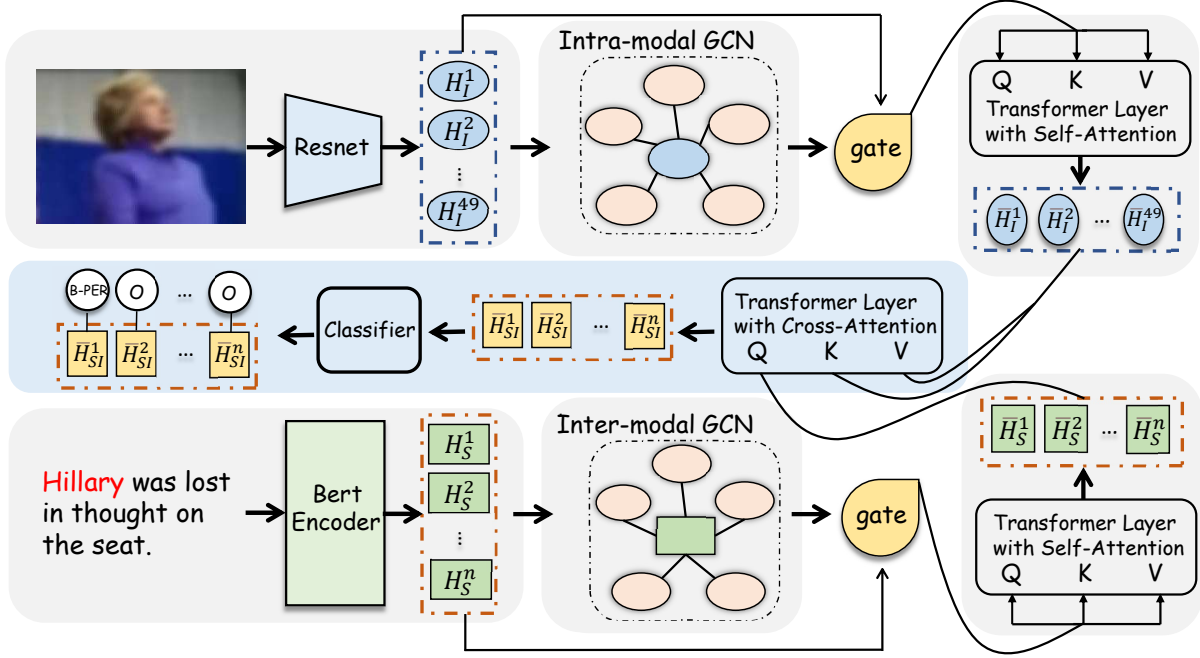 Intra-modal GCN
Resnet
H_I^1
H_I^2
...
H_I^49
gate
Q K V
Transformer Layer
with Self-Attention
H̅_I^1 H̅_I^2 ... H̅_I^49
B-PER O ... O
H̅_SI^1 H̅_SI^2 ... H̅_SI^n
Classifier
H̅_SI^1 H̅_SI^2 ... H̅_SI^n
Transformer Layer
with Cross-Attention
Q K V
Hillary was lost
in thought on
the seat.
Bert
Encoder
H_S^1
H_S^2
...
H_S^n
Inter-modal GCN
gate
H̅_S^1 H̅_S^2 ... H̅_S^n
Transformer Layer
with Self-Attention
Q K V